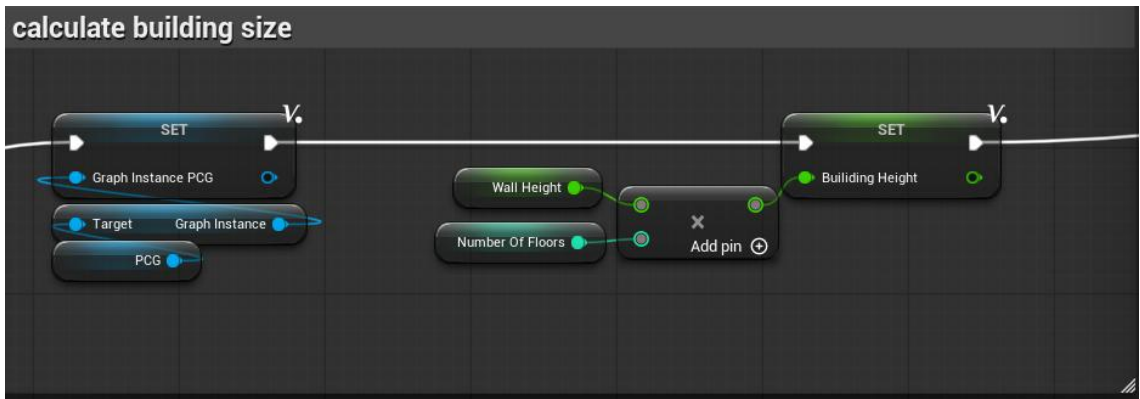 calculate building size
SET
Graph Instance PCG
Target Graph Instance
PCG
Wall Height
Number Of Floors
Add pin
SET
Builiding Height